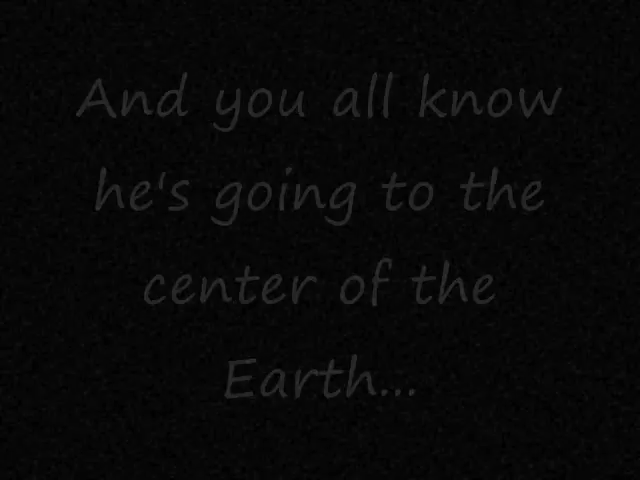 And you all know
he's going to the
center of the
Earth...